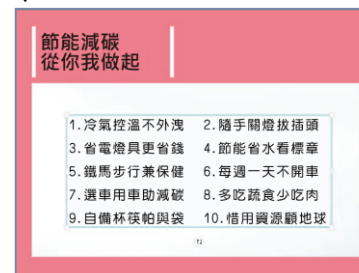 節能減碳
從你我做起
1.冷氣控溫不外洩 2.隨手關燈拔插頭
3.省電燈具更省錢 4.節能省水看標章
5.鐵馬步行兼保健 6.每週一天不開車
7.選車用車助減碳 8.多吃蔬食少吃肉
9.自備杯筷帕與袋 10.惜用資源顧地球